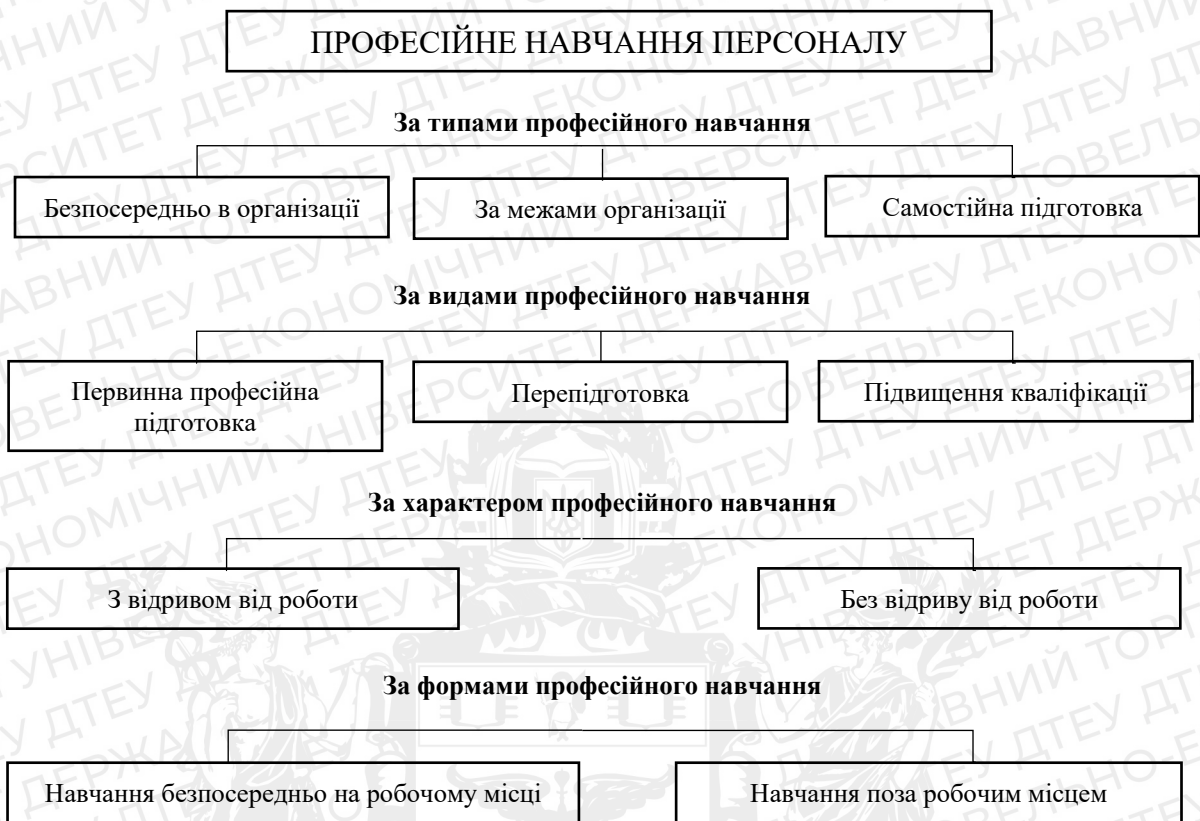 ПРОФЕСІЙНЕ НАВЧАННЯ ПЕРСОНАЛУ
За типами професійного навчання
Безпосередньо в організації
За межами організації
Самостійна підготовка
За видами професійного навчання
Первинна професійна
підготовка
Перепідготовка
Підвищення кваліфікації
За характером професійного навчання
З відривом від роботи
Без відриву від роботи
За формами професійного навчання
Навчання безпосередньо на робочому місці
Навчання поза робочим місцем